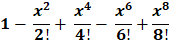 1 − x²/2! + x⁴/4! − x⁶/6! + x⁸/8!